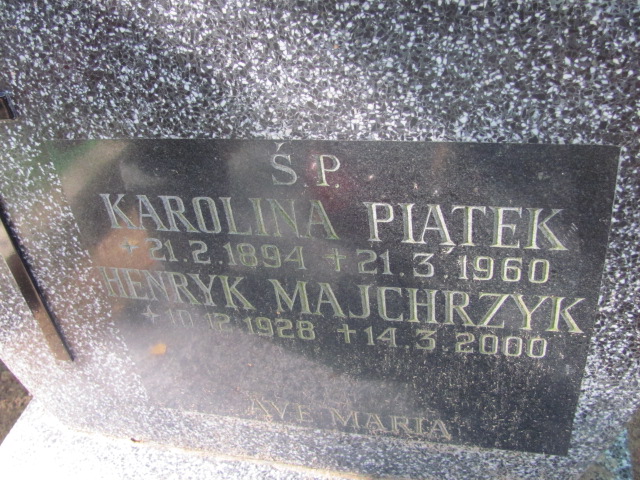 Ś.P.
KAROLINA PIĄTEK
* 21.2.1894 + 21.3.1960
HENRYK MAJCHRZYK
* 10.12.1928 + 14.3.2000
AVE MARIA